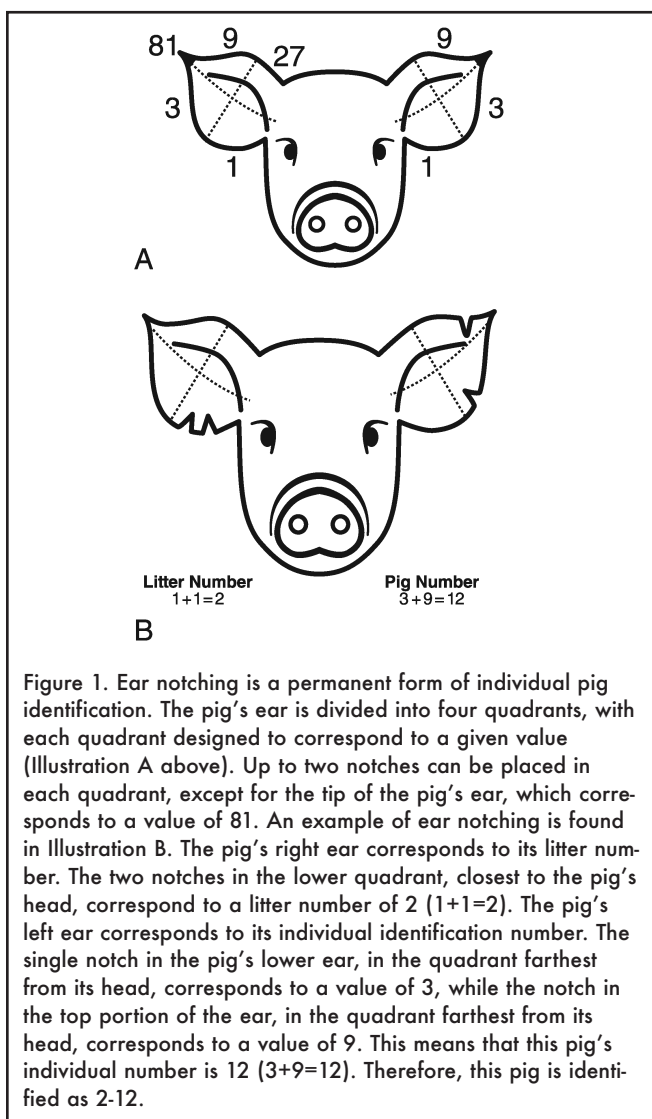 81 9 27 9
3 3
1 1
A
Litter Number Pig Number
1+1=2 3+9=12
B
Figure 1. Ear notching is a permanent form of individual pig
identification. The pig’s ear is divided into four quadrants, with
each quadrant designed to correspond to a given value
(Illustration A above). Up to two notches can be placed in
each quadrant, except for the tip of the pig’s ear, which corre-
sponds to a value of 81. An example of ear notching is found
in Illustration B. The pig’s right ear corresponds to its litter num-
ber. The two notches in the lower quadrant, closest to the pig’s
head, correspond to a litter number of 2 (1+1=2). The pig’s
left ear corresponds to its individual identification number. The
single notch in the pig’s lower ear, in the quadrant farthest
from its head, corresponds to a value of 3, while the notch in
the top portion of the ear, in the quadrant farthest from its
head, corresponds to a value of 9. This means that this pig’s
individual number is 12 (3+9=12). Therefore, this pig is identi-
fied as 2-12.